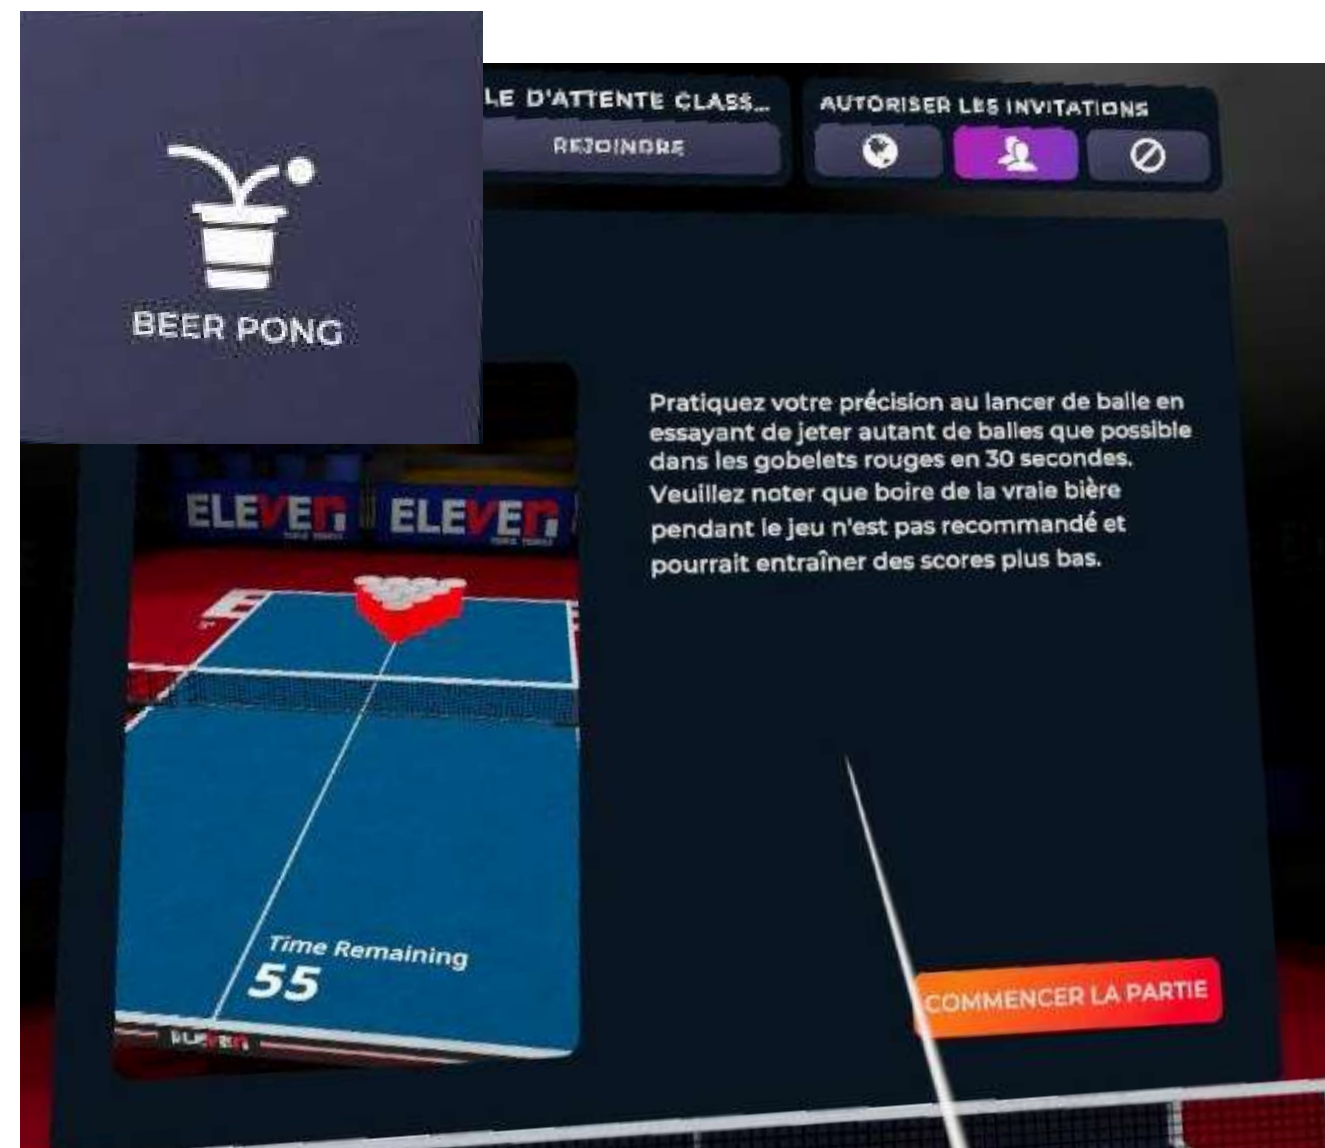 BEER PONG
LE D'ATTENTE CLASS...
REJOINDRE
AUTORISER LES INVITATIONS
Pratiquez votre précision au lancer de balle en
essayant de jeter autant de balles que possible
dans les gobelets rouges en 30 secondes.
Veuillez noter que boire de la vraie bière
pendant le jeu n'est pas recommandé et
pourrait entraîner des scores plus bas.
ELEVEN ELEVEN
Time Remaining
55
ELEVEN
COMMENCER LA PARTIE